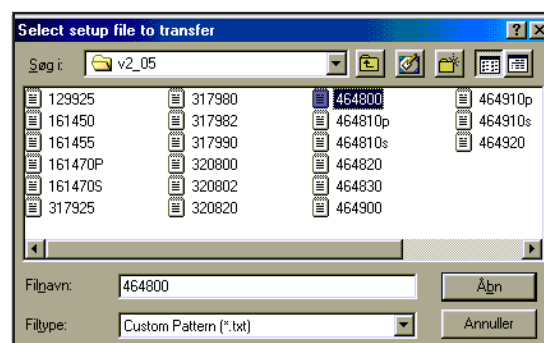 Select setup file to transfer
Søg i: v2_05
129925 317980 464800 464910p
161450 317982 464810p 464910s
161455 317990 464810s 464920
161470P 320800 464820
161470S 320802 464830
317925 320820 464900
Filnavn: 464800 Åbn
Filtype: Custom Pattern (*.txt) Annuller